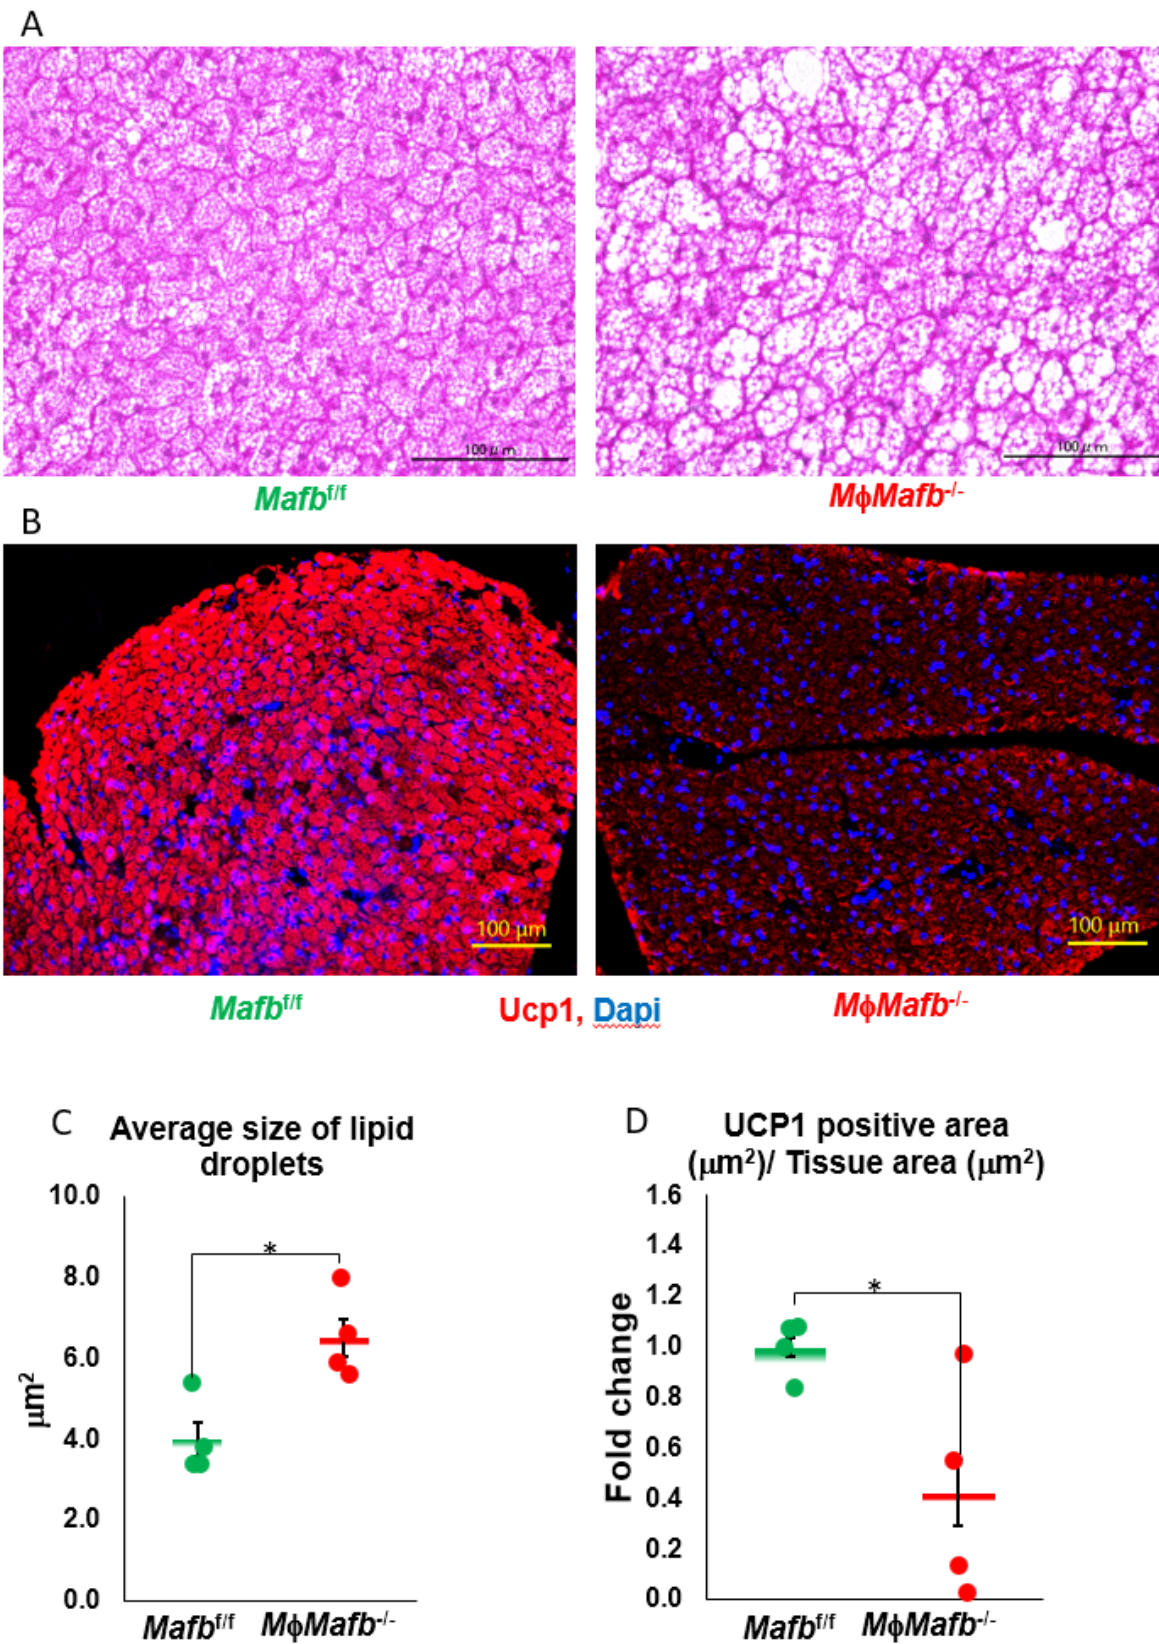 A
100 μm
100 μm
Mafbf/f
MϕMafb-/-
B
100 μm
100 μm
Mafbf/f
Ucp1, Dapi
MϕMafb-/-
C
Average size of lipid
droplets
10.0
8.0
6.0
4.0
2.0
0.0
μm2
*
Mafbf/f
MϕMafb-/-
D
UCP1 positive area
(μm2)/ Tissue area (μm2)
1.6
1.4
1.2
1.0
0.8
0.6
0.4
0.2
0.0
Fold change
*
Mafbf/f
MϕMafb-/-